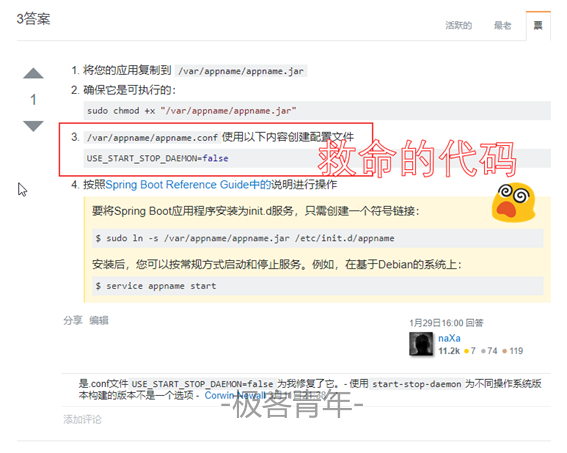 3答案
活跃的 最老 票
1
1. 将您的应用复制到 /var/appname/appname.jar
2. 确保它是可执行的：
sudo chmod +x "/var/appname/appname.jar"
3. /var/appname/appname.conf 使用以下内容创建配置文件
USE_START_STOP_DAEMON=false
救命的代码
4. 按照Spring Boot Reference Guide中的说明进行操作
要将Spring Boot应用程序安装为init.d服务，只需创建一个符号链接：
$ sudo ln -s /var/appname/appname.jar /etc/init.d/appname
安装后，您可以按常规方式启动和停止服务。例如，在基于Debian的系统上：
$ service appname start
分享 编辑
1月29日16:00 回答
naXa
11.2k 7 74 119
是.conf文件 USE_START_STOP_DAEMON=false 为我修复了它。- 使用 start-stop-daemon 为不同操作系统版
本构建的版本不是一个选项 - Corwin Newall
-极客青年-
添加评论